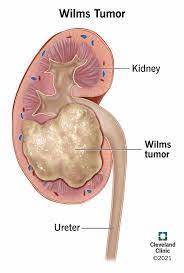 Wilms Tumor
Kidney
Wilms
tumor
Ureter
Cleveland
Clinic
©2021